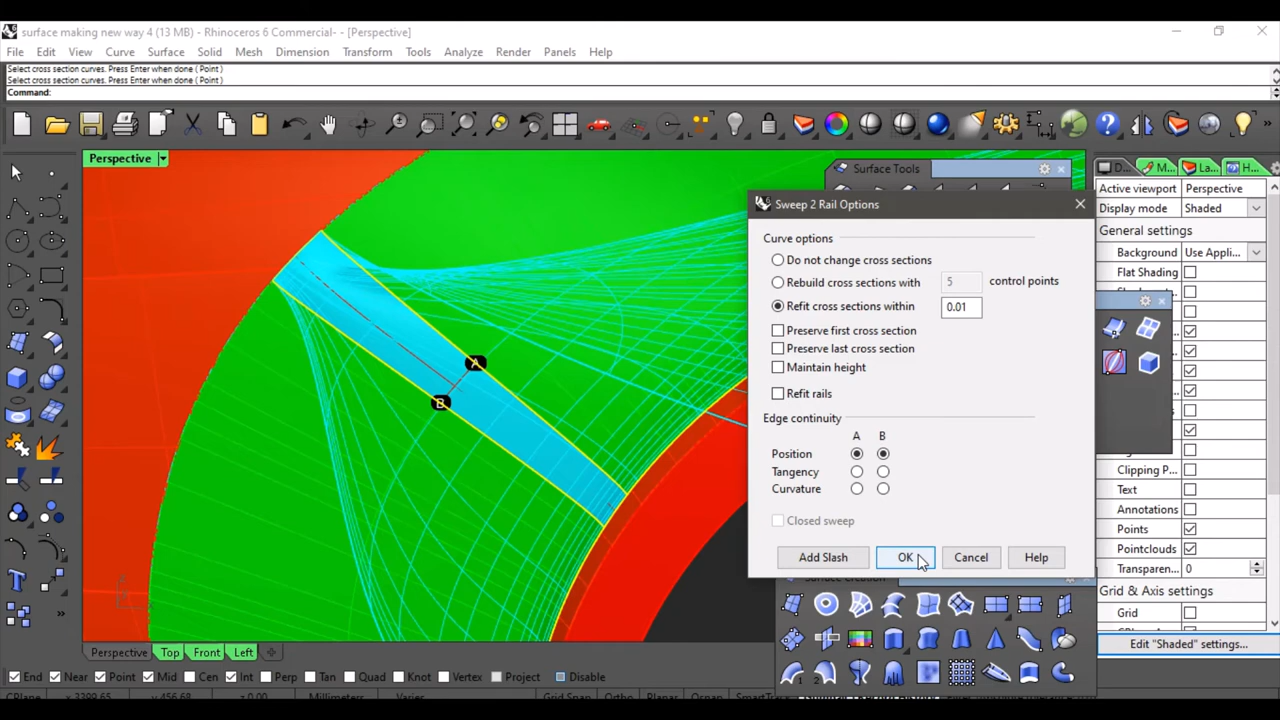 surface making new way 4 (13 MB) - Rhinoceros 6 Commercial- - [Perspective]
File Edit View Curve Surface Solid Mesh Dimension Transform Tools Analyze Render Panels Help
Select cross section curves. Press Enter when done ( Point )
Select cross section curves. Press Enter when done ( Point )
Command:
Perspective
Surface Tools
Sweep 2 Rail Options
Curve options
Do not change cross sections
Rebuild cross sections with 5 control points
Refit cross sections within 0.01
Preserve first cross section
Preserve last cross section
Maintain height
Refit rails
Edge continuity
A B
Position
Tangency
Curvature
Closed sweep
Add Slash OK Cancel Help
A
B
D... M... La... H...
Active viewport Perspective
Display mode Shaded
General settings
Background Use Applic...
Flat Shading
Clipping P...
Text
Annotations
Points
Pointclouds
Transparen... 0
Grid & Axis settings
Grid
Edit "Shaded" settings...
Perspective Top Front Left
End Near Point Mid Cen Int Perp Tan Quad Knot Vertex Project Disable